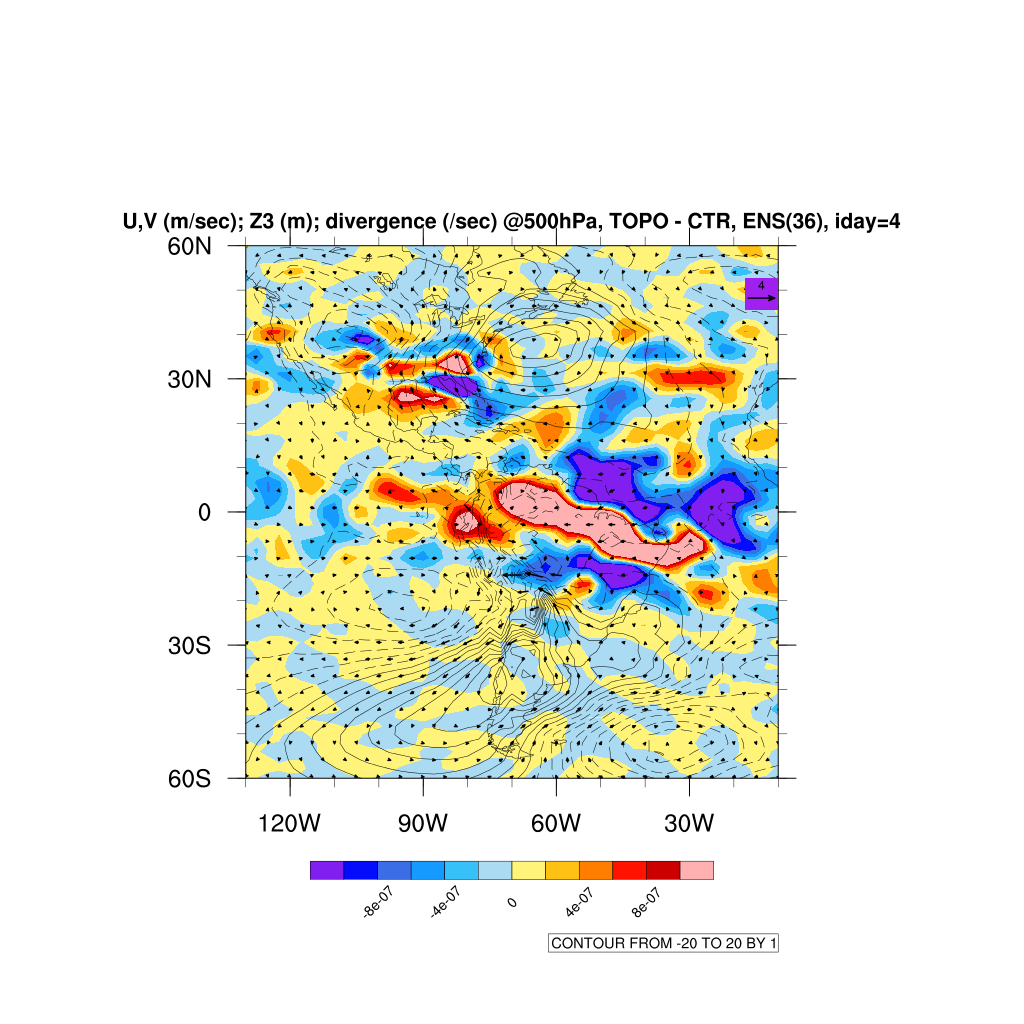 U,V (m/sec); Z3 (m); divergence (/sec) @500hPa, TOPO - CTR, ENS(36), iday=4
60N
4
30N
0
30S
60S
120W 90W 60W 30W
-8e-07 -4e-07 0 4e-07 8e-07
CONTOUR FROM -20 TO 20 BY 1